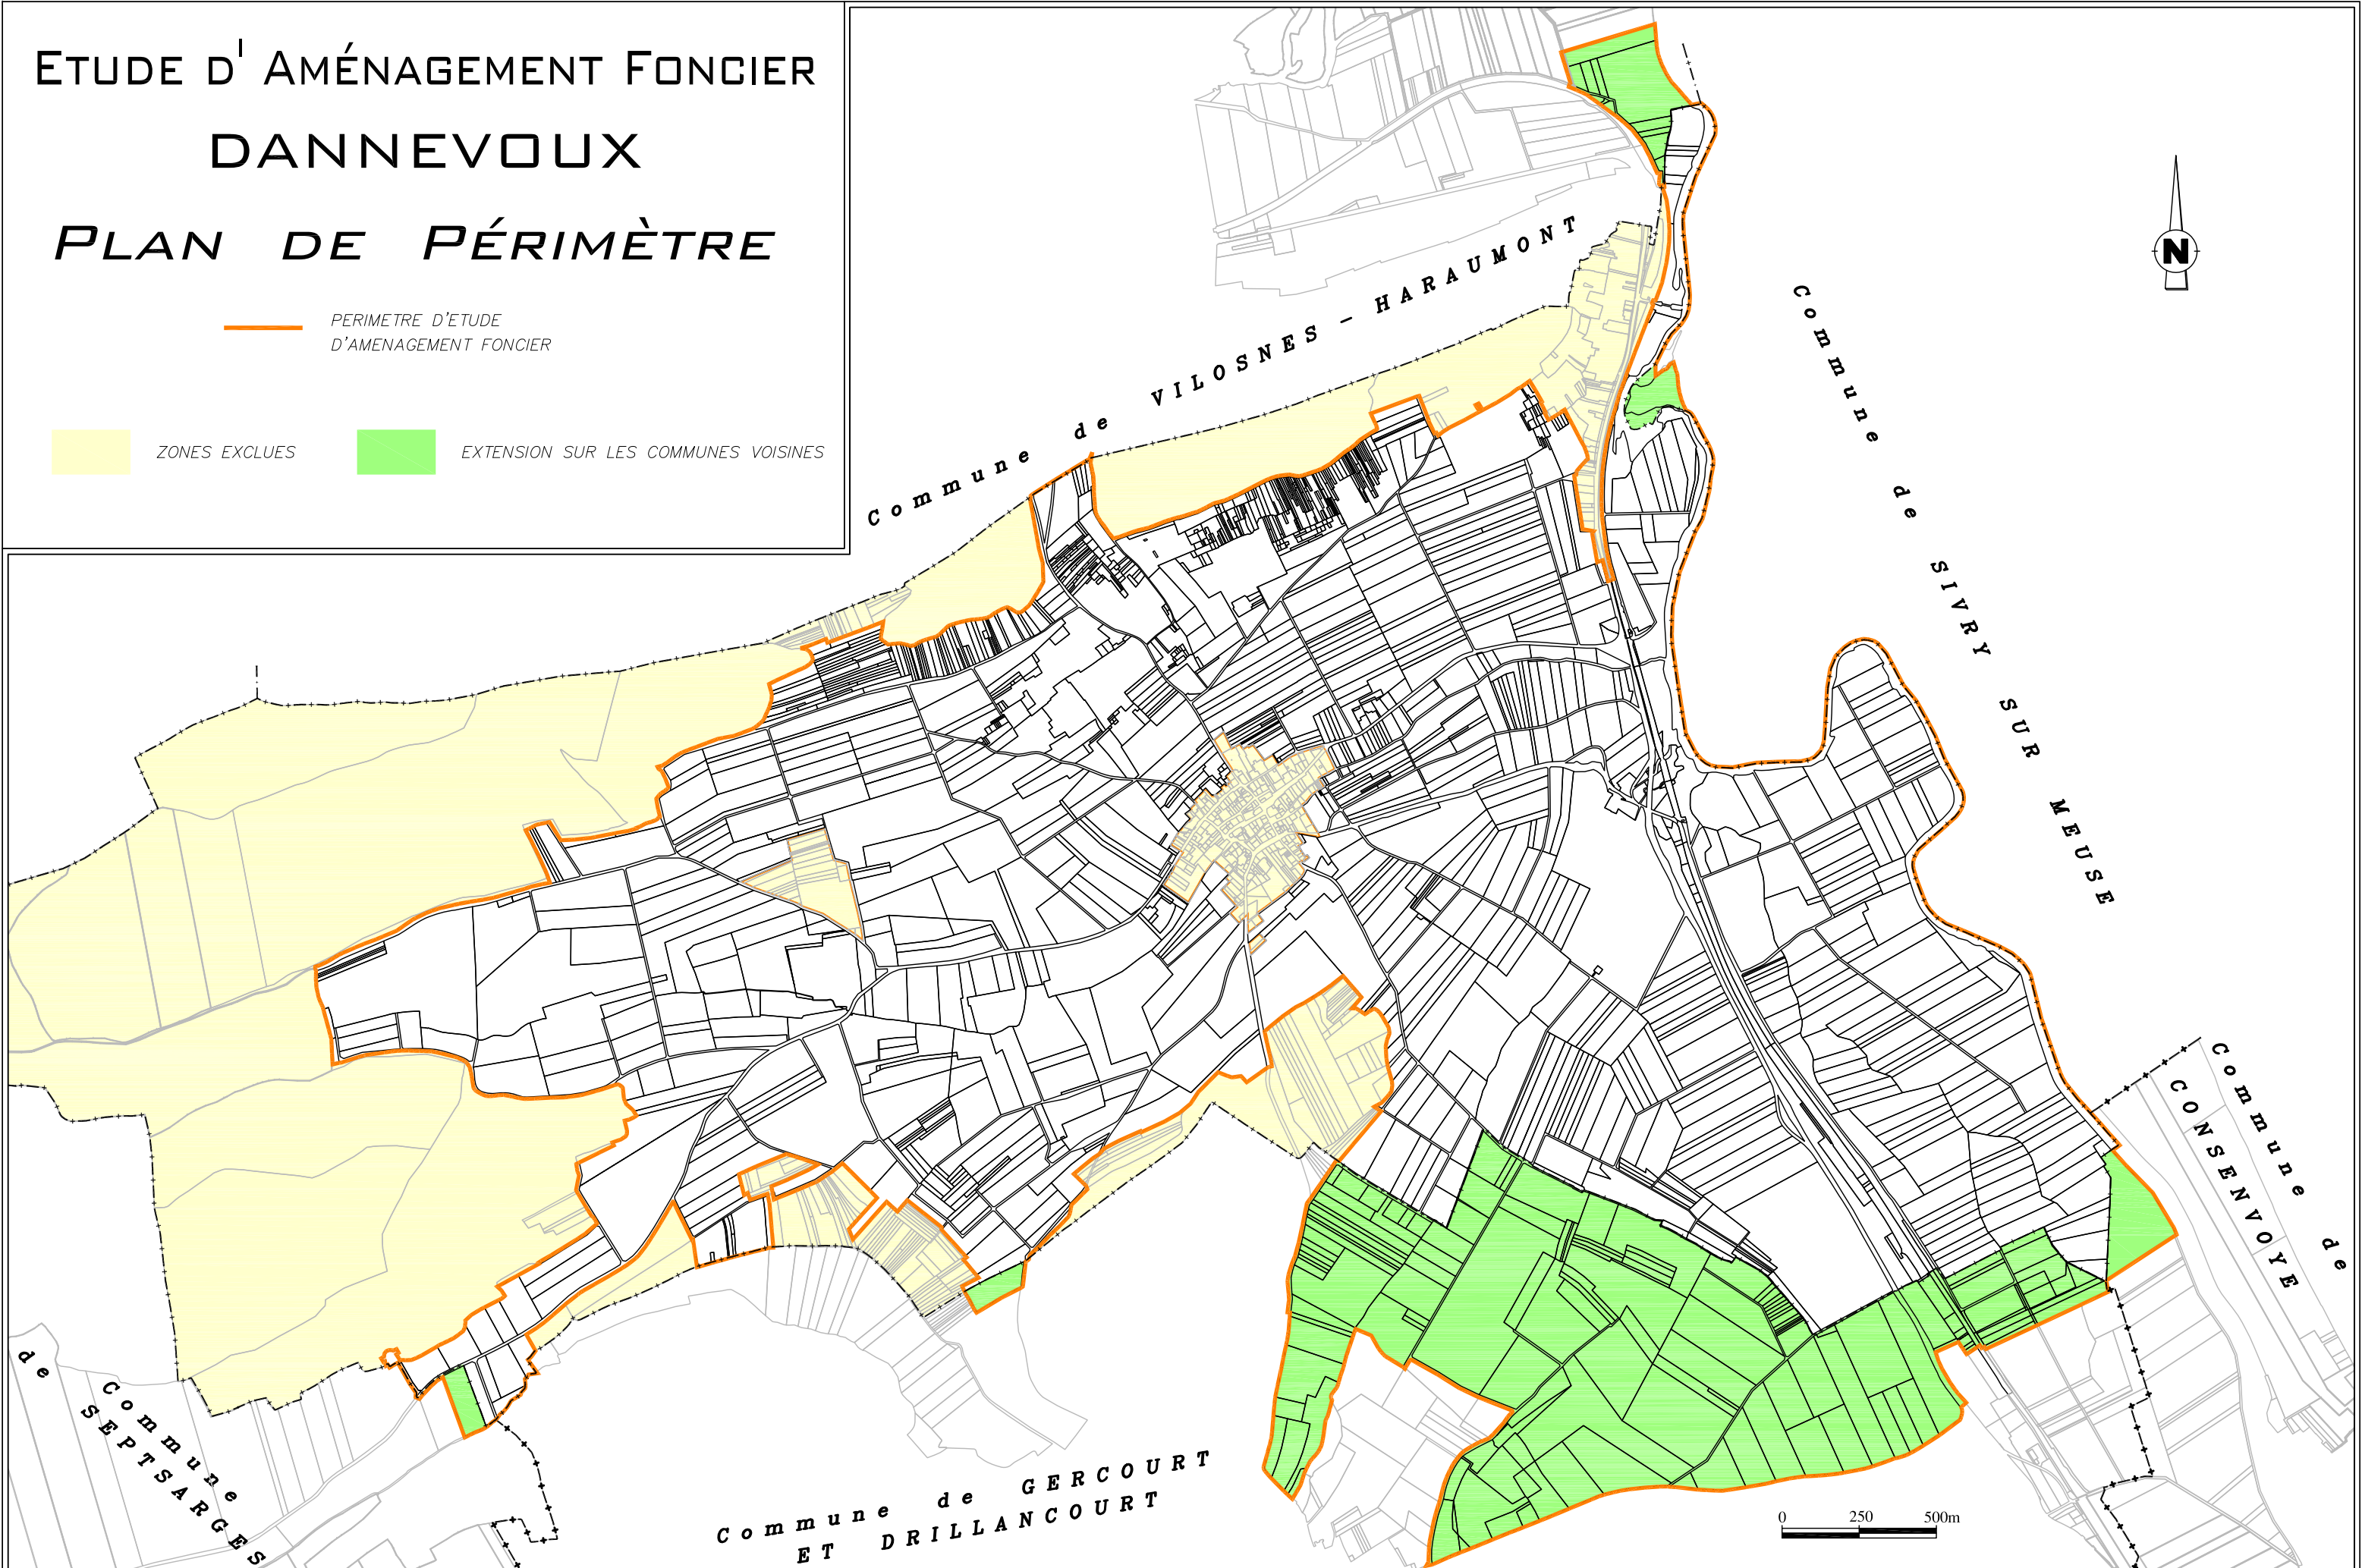 ETUDE D' AMÉNAGEMENT FONCIER
DANNEVOUX
PLAN DE PÉRIMÈTRE
PERIMETRE D'ETUDE
D'AMENAGEMENT FONCIER
ZONES EXCLUES
EXTENSION SUR LES COMMUNES VOISINES
N
Commune de VILOSNES - HARAUMONT
Commune de SIVRY SUR MEUSE
Commune de
CONSENVOYE
de
Commune
SEPTSARGES
Commune de GERCOURT
ET DRILLANCOURT
0 250 500m